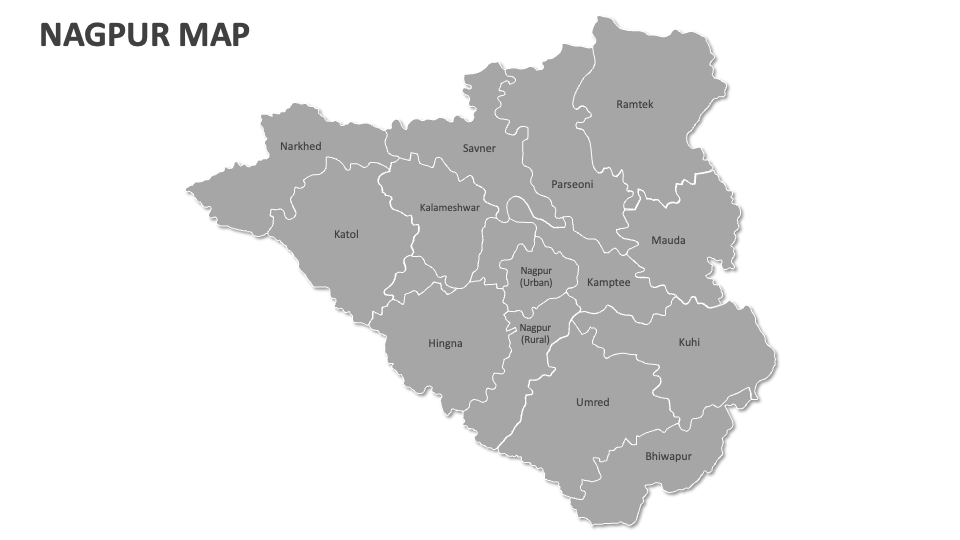 NAGPUR MAP
Ramtek
Narkhed
Savner
Parseoni
Kalameshwar
Katol
Mauda
Nagpur
(Urban)
Kamptee
Nagpur
(Rural)
Hingna
Kuhi
Umred
Bhiwapur